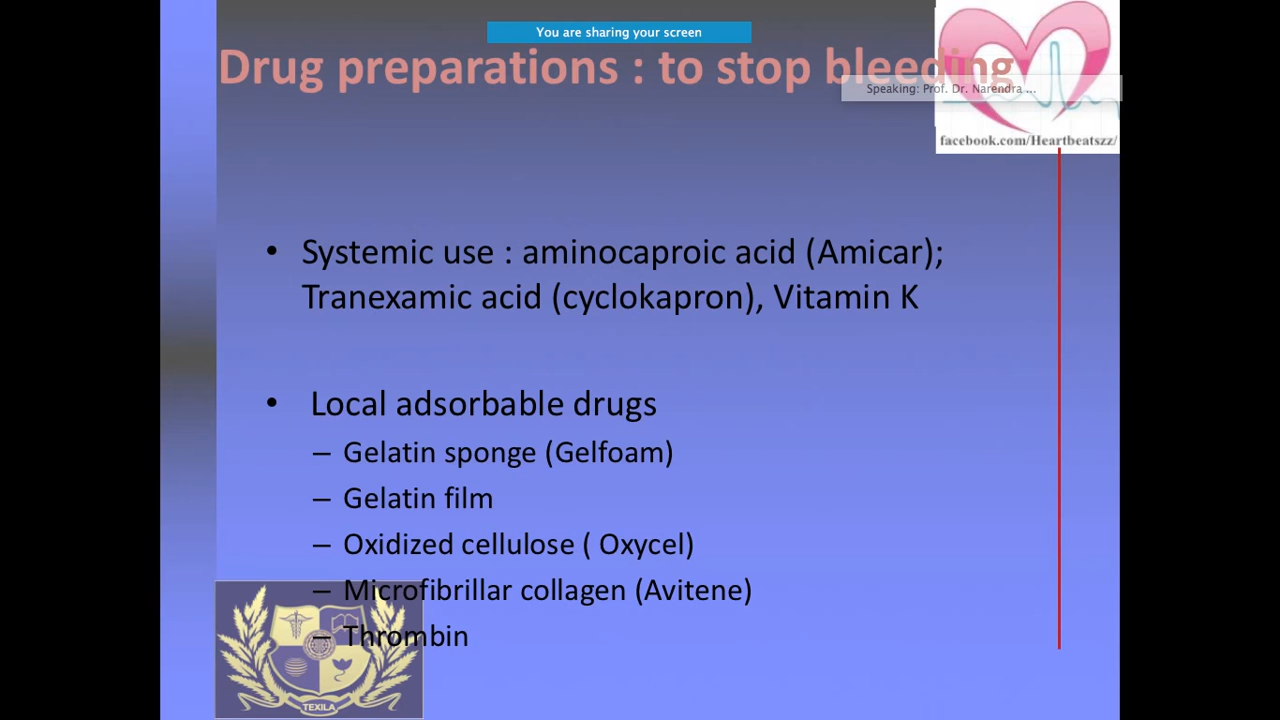 You are sharing your screen
Drug preparations : to stop bleeding
Speaking: Prof. Dr. Narendra ...
facebook.com/Heartbeatszz/
• Systemic use : aminocaproic acid (Amicar);
Tranexamic acid (cyclokapron), Vitamin K
• Local adsorbable drugs
– Gelatin sponge (Gelfoam)
– Gelatin film
– Oxidized cellulose ( Oxycel)
– Microfibrillar collagen (Avitene)
– Thrombin
TEXILA